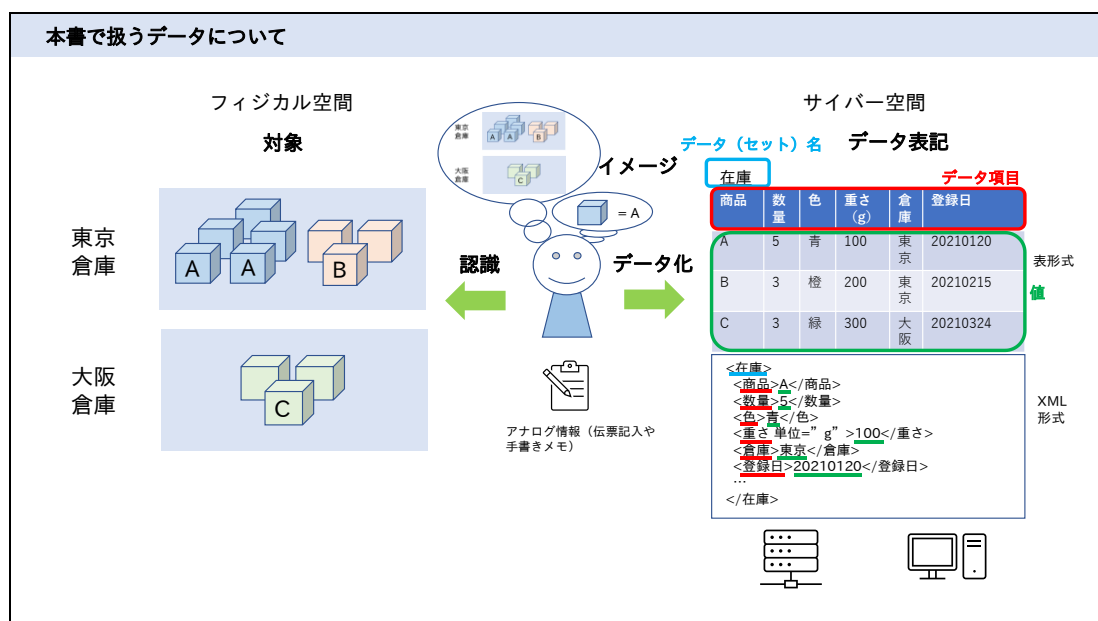 本書で扱うデータについて
フィジカル空間
対象
東京
倉庫
A
A
B
大阪
倉庫
C
東京
倉庫
A
A
B
大阪
倉庫
C
イメージ
= A
認識
データ化
アナログ情報（伝票記入や
手書きメモ）
サイバー空間
データ（セット）名
データ表記
在庫
データ項目
商品 数量 色 重さ（g） 倉庫 登録日
A 5 青 100 東京 20210120
B 3 橙 200 東京 20210215
C 3 緑 300 大阪 20210324
表形式
値
<在庫>
<商品>A</商品>
<数量>5</数量>
<色>青</色>
<重さ 単位=”g”>100</重さ>
<倉庫>東京</倉庫>
<登録日>20210120</登録日>
…
</在庫>
XML
形式